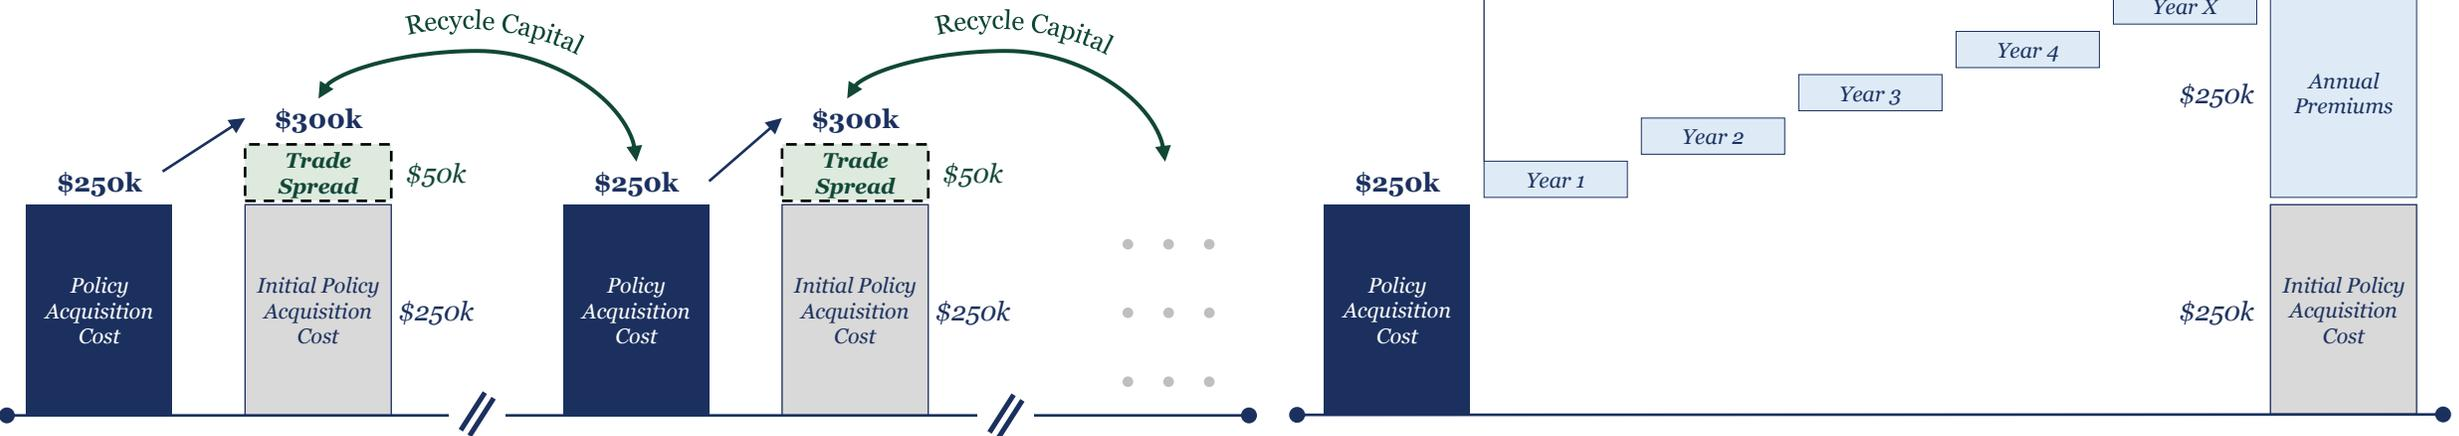 Recycle Capital
$300k
Trade
Spread
$50k
$250k
Policy
Acquisition
Cost
Initial Policy
Acquisition
Cost
$250k
Recycle Capital
$300k
Trade
Spread
$50k
$250k
Policy
Acquisition
Cost
Initial Policy
Acquisition
Cost
$250k
$250k
Policy
Acquisition
Cost
Year 1
Year 2
Year 3
Year 4
Year X
$250k
Annual
Premiums
$250k
Initial Policy
Acquisition
Cost